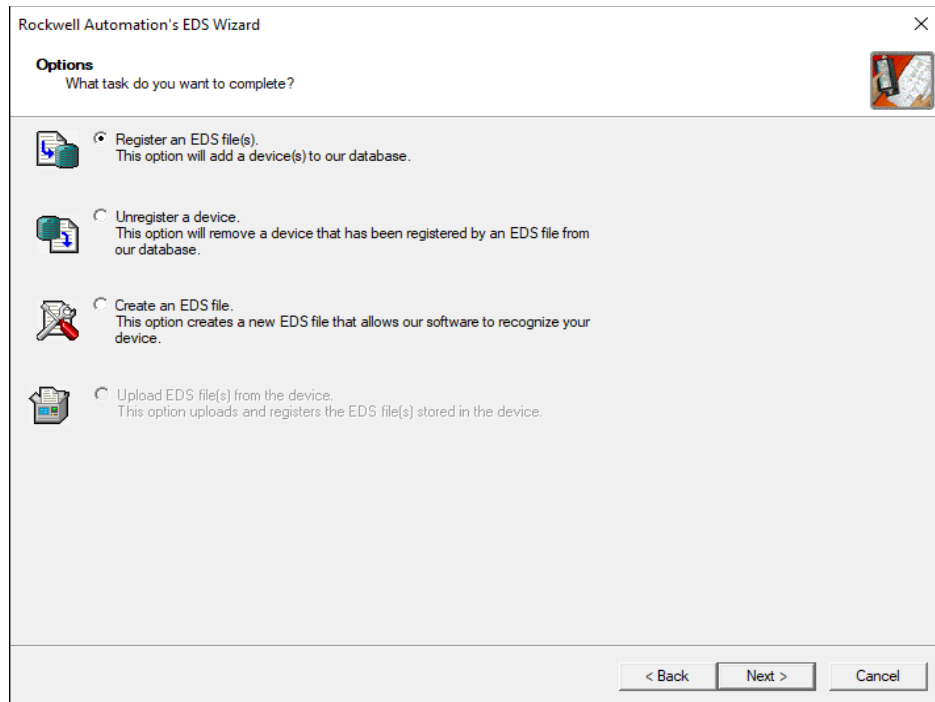 Rockwell Automation's EDS Wizard
Options
What task do you want to complete?
Register an EDS file(s).
This option will add a device(s) to our database.
Unregister a device.
This option will remove a device that has been registered by an EDS file from
our database.
Create an EDS file.
This option creates a new EDS file that allows our software to recognize your
device.
Upload EDS file(s) from the device.
This option uploads and registers the EDS file(s) stored in the device.
< Back
Next >
Cancel